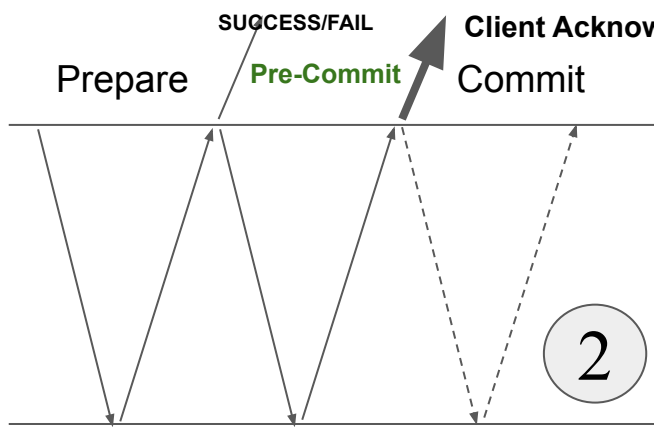 SUCCESS/FAIL
Client Acknow
Prepare
Pre-Commit
Commit
2